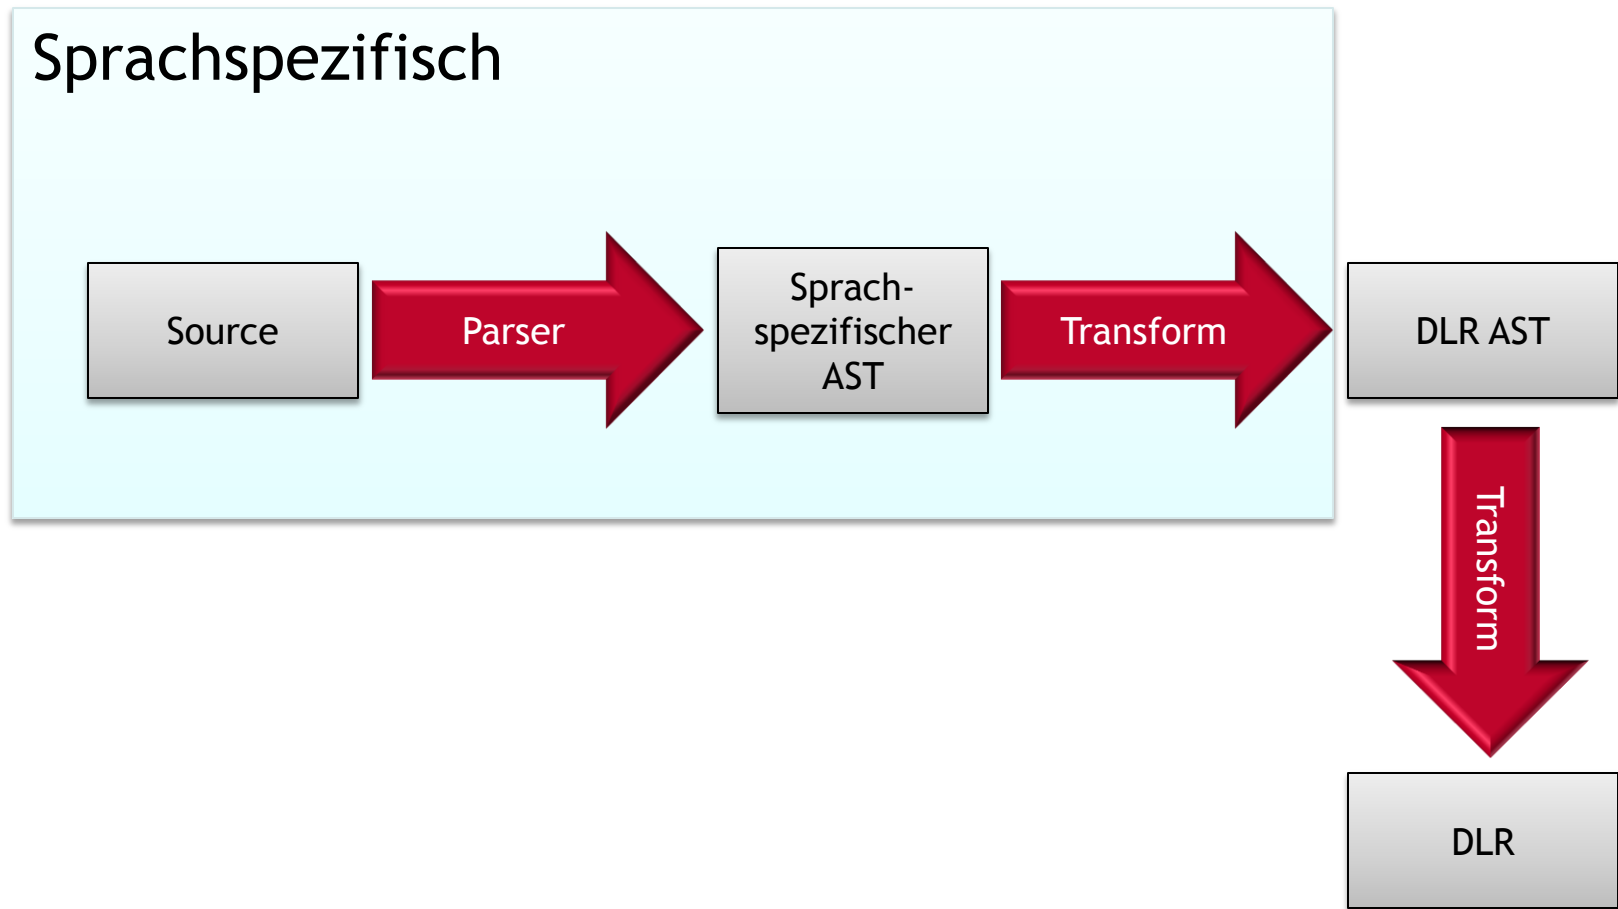 Sprachspezifisch
Source
Parser
Sprach-
spezifischer
AST
Transform
DLR AST
Transform
DLR